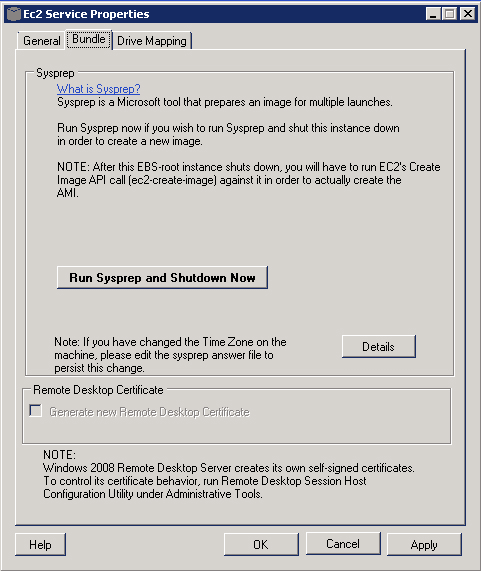 Ec2 Service Properties
General
Bundle
Drive Mapping
Sysprep
What is Sysprep?
Sysprep is a Microsoft tool that prepares an image for multiple launches.
Run Sysprep now if you wish to run Sysprep and shut this instance down
in order to create a new image.
NOTE: After this EBS-root instance shuts down, you will have to run EC2's Create
Image API call (ec2-create-image) against it in order to actually create the
AMI.
Run Sysprep and Shutdown Now
Note: If you have changed the Time Zone on the
machine, please edit the sysprep answer file to
persist this change.
Details
Remote Desktop Certificate
Generate new Remote Desktop Certificate
NOTE:
Windows 2008 Remote Desktop Server creates its own self-signed certificates.
To control its certificate behavior, run Remote Desktop Session Host
Configuration Utility under Administrative Tools.
Help
OK
Cancel
Apply